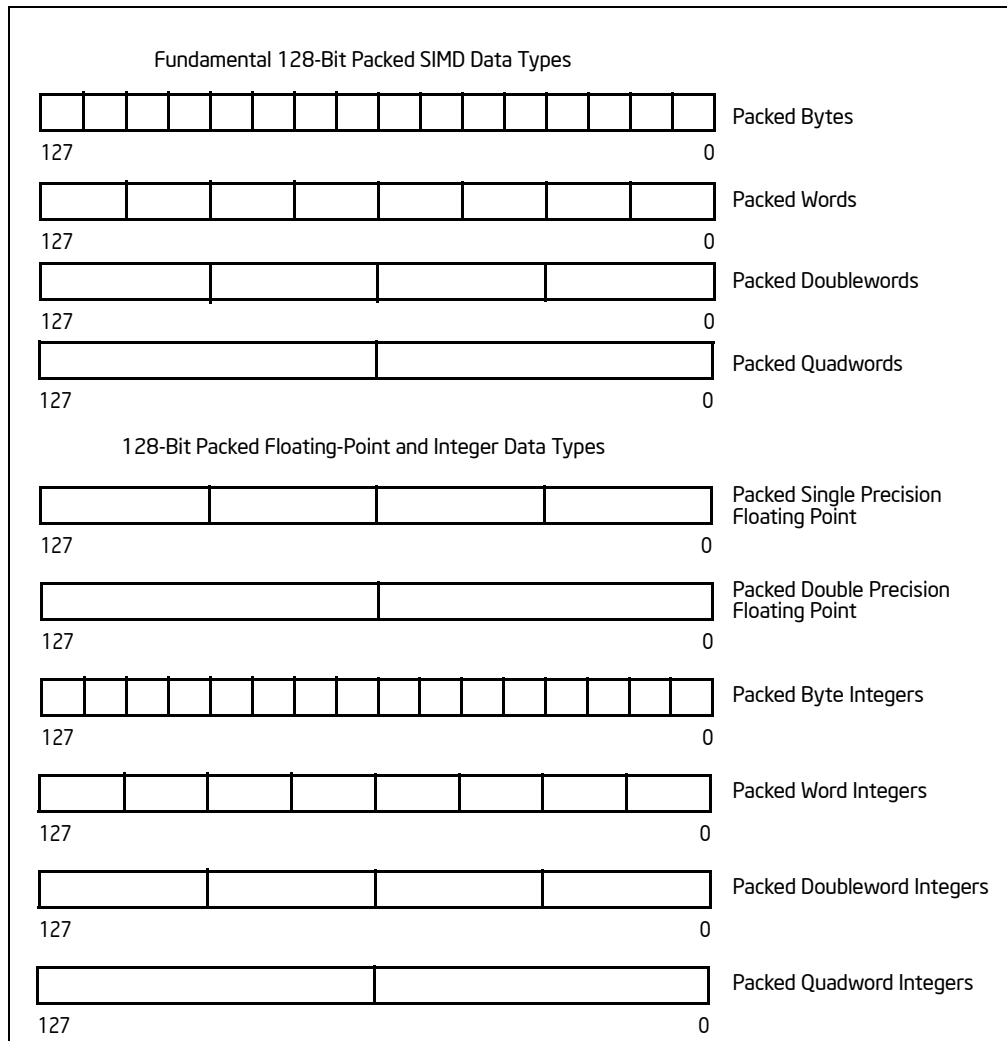 Fundamental 128-Bit Packed SIMD Data Types
Packed Bytes
127 0
Packed Words
127 0
Packed Doublewords
127 0
Packed Quadwords
127 0
128-Bit Packed Floating-Point and Integer Data Types
Packed Single Precision
Floating Point
127 0
Packed Double Precision
Floating Point
127 0
Packed Byte Integers
127 0
Packed Word Integers
127 0
Packed Doubleword Integers
127 0
Packed Quadword Integers
127 0